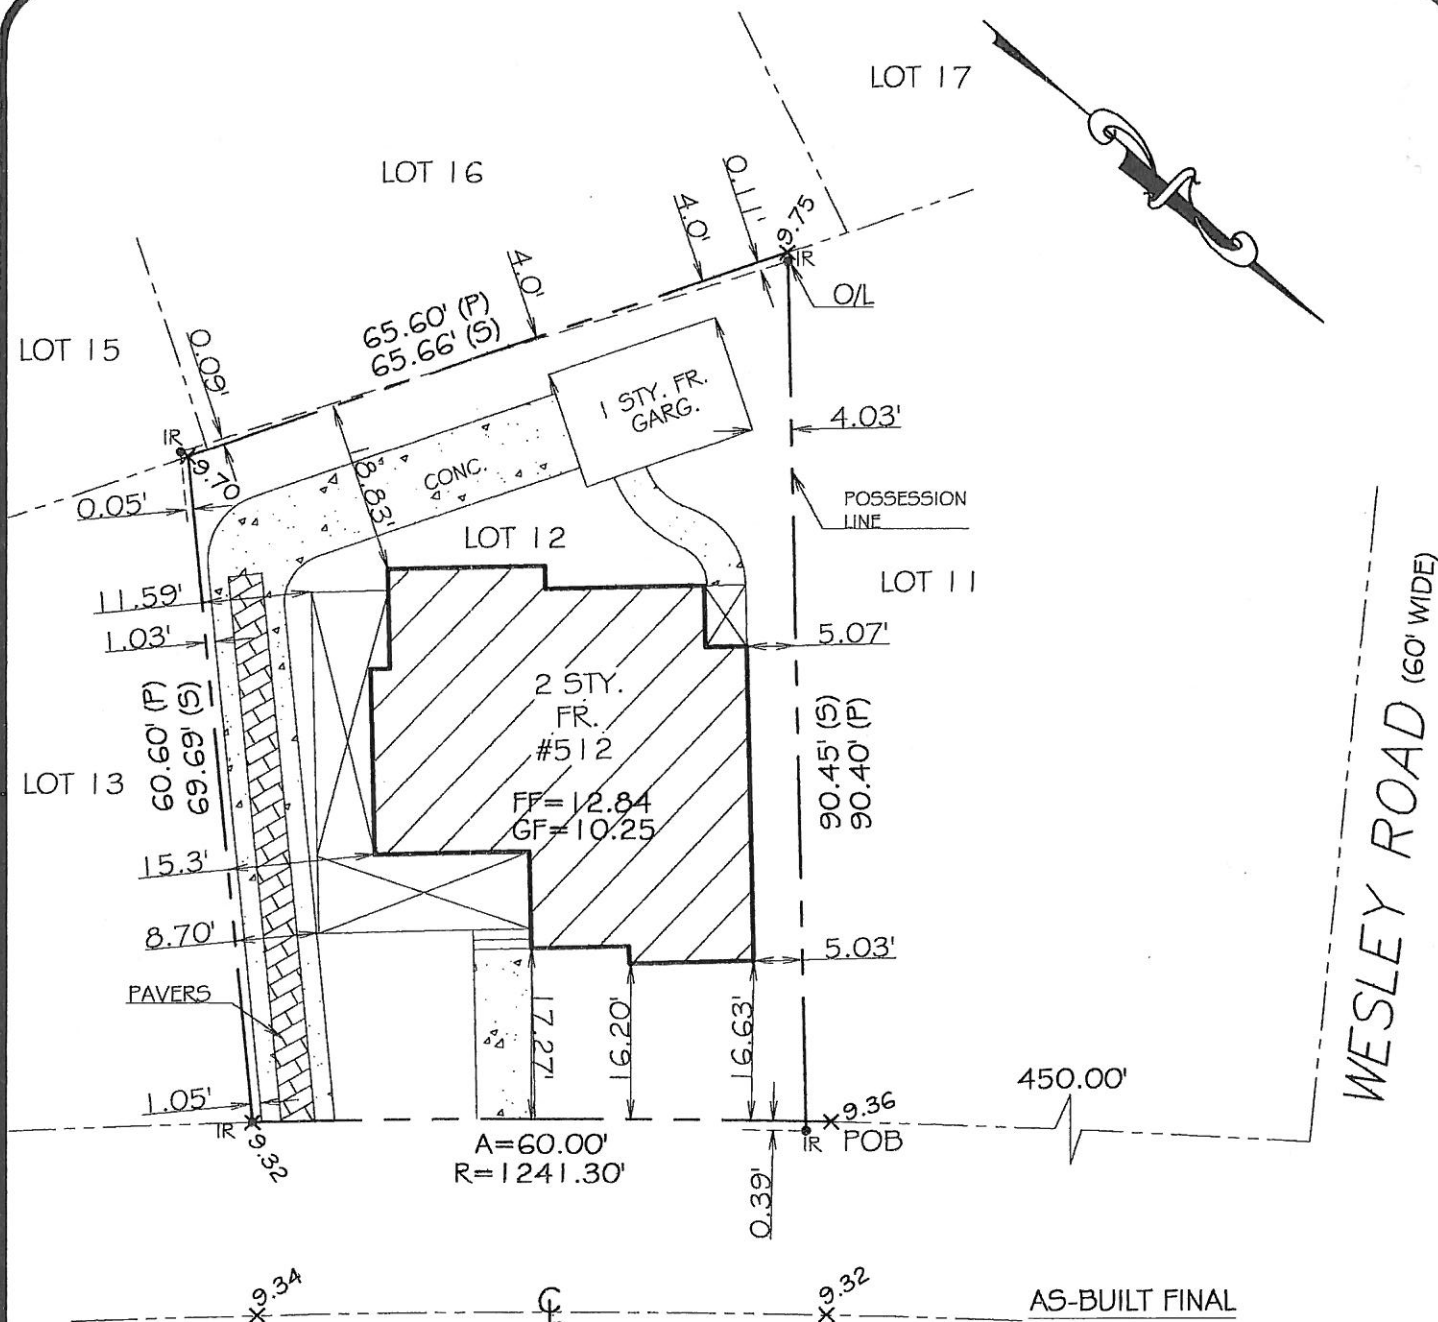 LOT 17
LOT 16
0.11'
4.0'
9.75
IR
O/L
4.0'
65.60' (P)
65.66' (S)
LOT 15
0.09'
1 STY. FR.
GARG.
4.03'
IR
9.70
CONC.
8.83'
0.05'
POSSESSION
LINE
LOT 12
LOT 11
11.59'
1.03'
5.07'
WESLEY ROAD (60' WIDE)
2 STY.
FR.
#512
60.60' (P)
69.69' (S)
90.45' (S)
90.40' (P)
LOT 13
FF=12.84
GF=10.25
15.3'
8.70'
5.03'
PAVERS
17.27'
16.20'
16.63'
450.00'
1.05'
IR
9.32
9.36
IR POB
A=60.00'
R=1241.30'
0.39'
9.34
9.32
AS-BUILT FINAL